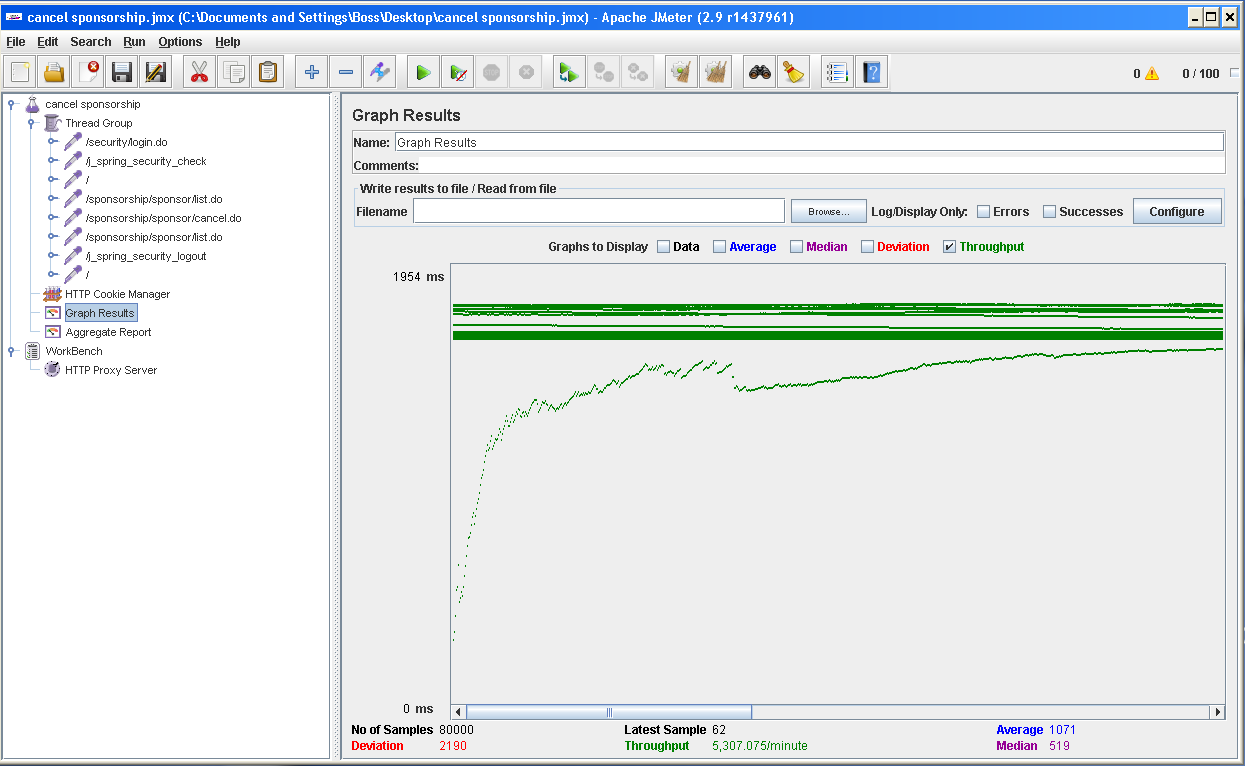 cancel sponsorship.jmx (C:\Documents and Settings\Boss\Desktop\cancel sponsorship.jmx) - Apache JMeter (2.9 r1437961)
File Edit Search Run Options Help
0 0 / 100
cancel sponsorship
Thread Group
/security/login.do
/j_spring_security_check
/
/sponsorship/sponsor/list.do
/sponsorship/sponsor/cancel.do
/sponsorship/sponsor/list.do
/j_spring_security_logout
/
HTTP Cookie Manager
Graph Results
Aggregate Report
WorkBench
HTTP Proxy Server
Graph Results
Name: Graph Results
Comments:
Write results to file / Read from file
Filename Browse... Log/Display Only: Errors Successes Configure
Graphs to Display Data Average Median Deviation Throughput
1954 ms
0 ms
No of Samples 80000 Latest Sample 62 Average 1071
Deviation 2190 Throughput 5,307.075/minute Median 519